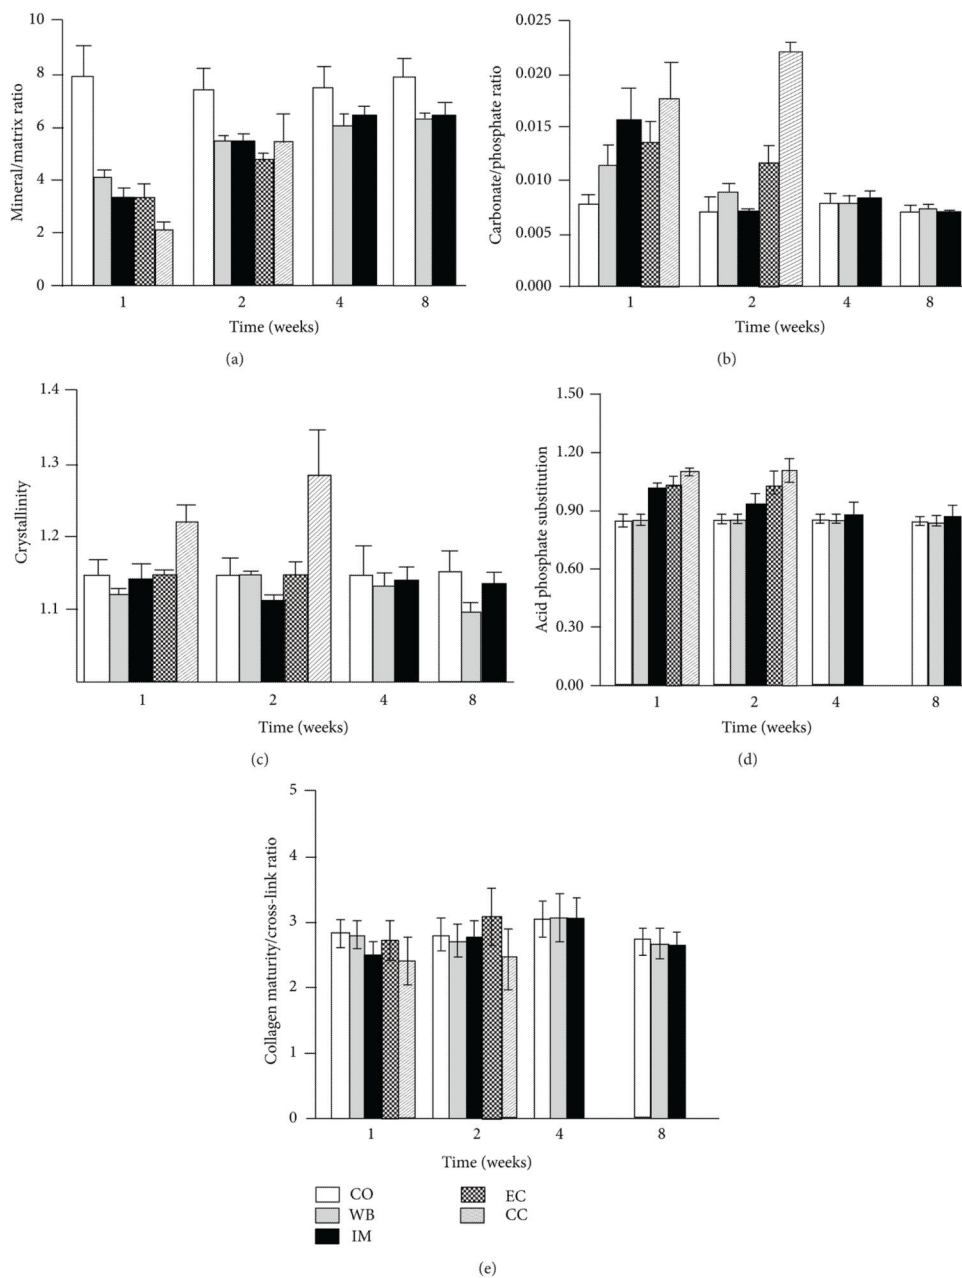 10
8
6
4
2
0
Mineral/matrix ratio
1 2 4 8
Time (weeks)
(a)
0.025
0.020
0.015
0.010
0.005
0.000
Carbonate/phosphate ratio
1 2 4 8
Time (weeks)
(b)
1.4
1.3
1.2
1.1
Crystallinity
1 2 4 8
Time (weeks)
(c)
1.50
1.20
0.90
0.60
0.30
0.00
Acid phosphate substitution
1 2 4 8
Time (weeks)
(d)
5
4
3
2
1
0
Collagen maturity/cross-link ratio
1 2 4 8
Time (weeks)
CO EC
WB CC
IM
(e)